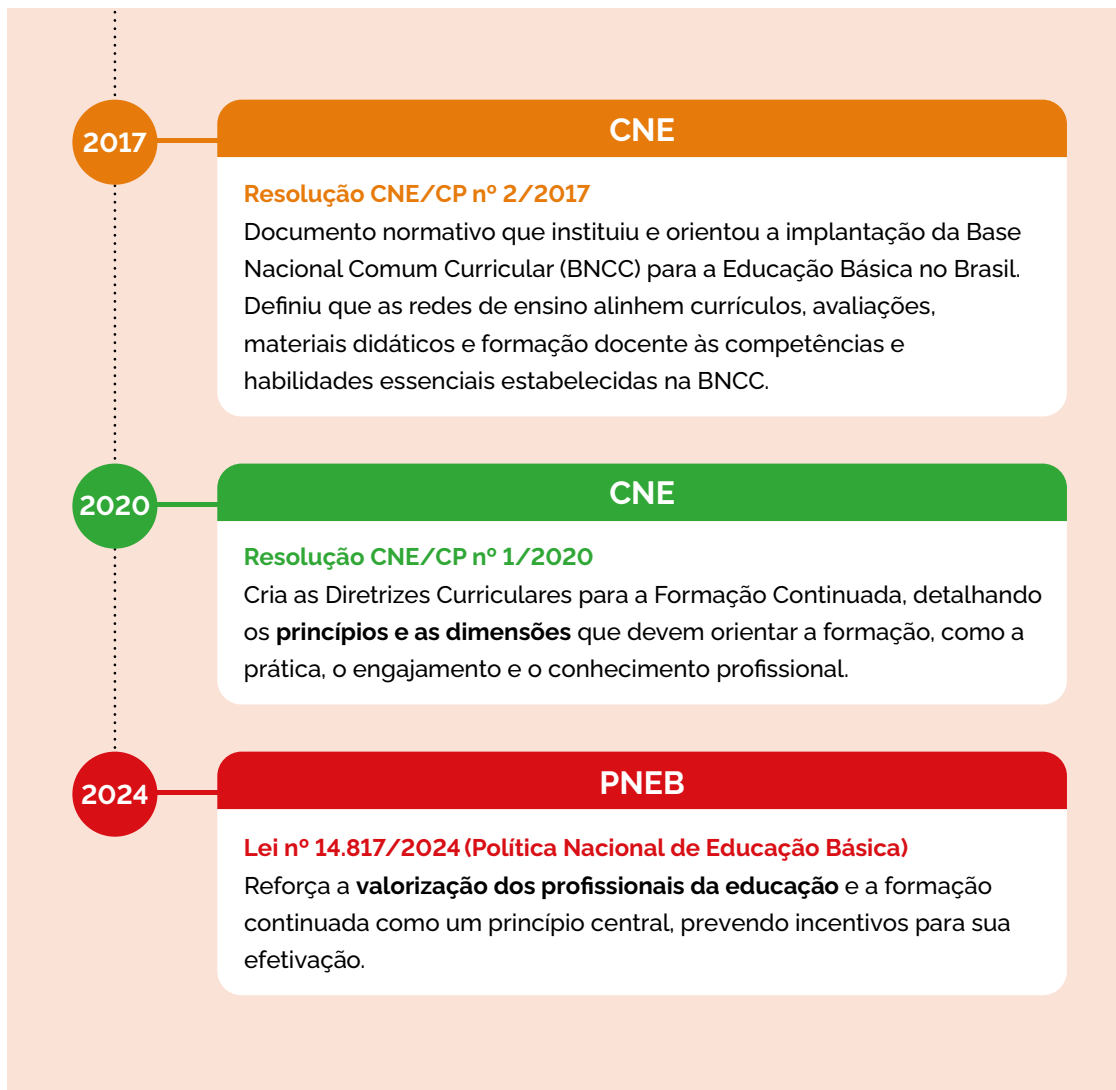 2017
CNE
Resolução CNE/CP nº 2/2017
Documento normativo que instituiu e orientou a implantação da Base
Nacional Comum Curricular (BNCC) para a Educação Básica no Brasil.
Definiu que as redes de ensino alinhem currículos, avaliações,
materiais didáticos e formação docente às competências e
habilidades essenciais estabelecidas na BNCC.
2020
CNE
Resolução CNE/CP nº 1/2020
Cria as Diretrizes Curriculares para a Formação Continuada, detalhando
os princípios e as dimensões que devem orientar a formação, como a
prática, o engajamento e o conhecimento profissional.
2024
PNEB
Lei nº 14.817/2024 (Política Nacional de Educação Básica)
Reforça a valorização dos profissionais da educação e a formação
continuada como um princípio central, prevendo incentivos para sua
efetivação.